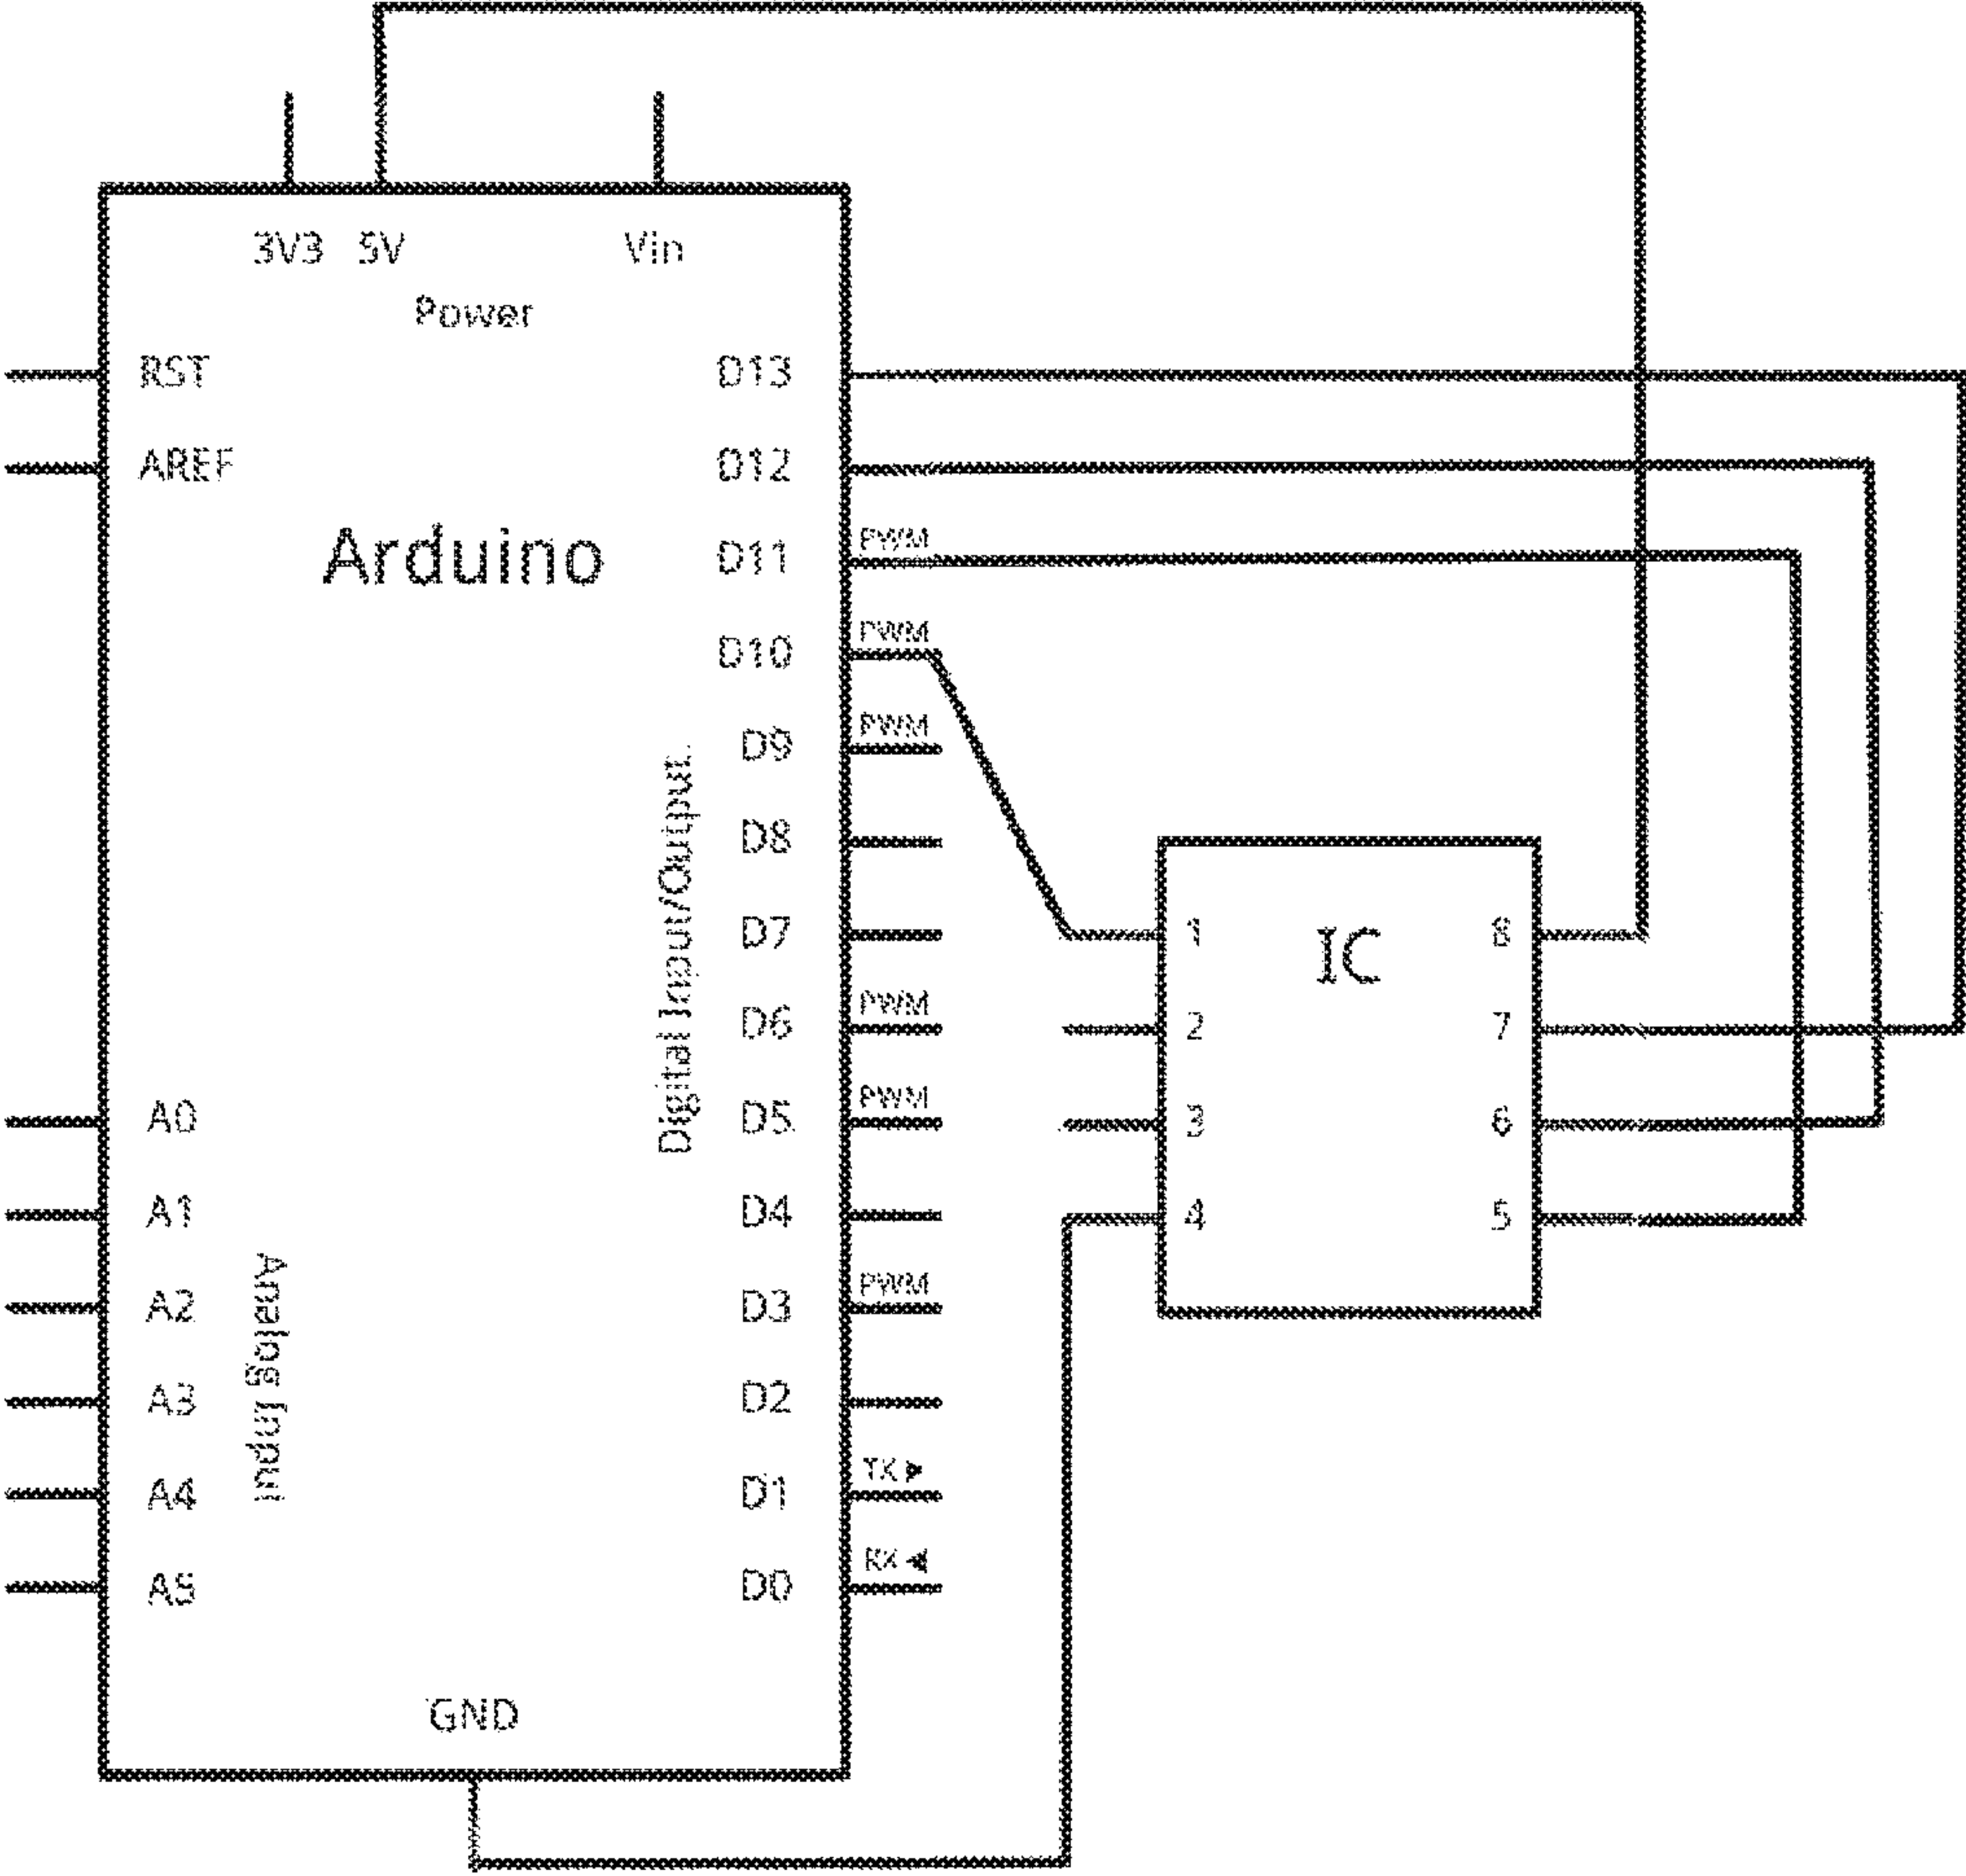 3V3 5V Vin
Power
RST D13
AREF D12
Arduino
D11 PWM
D10 PWM
D9 PWM
D8
D7
D6 PWM
A0 D5 PWM
A1 D4
A2 D3 PWM
A3 D2
A4 D1 TX
A5 D0 RX
Digital Input/Output
Analog Input
GND
IC
1 8
2 7
3 6
4 5